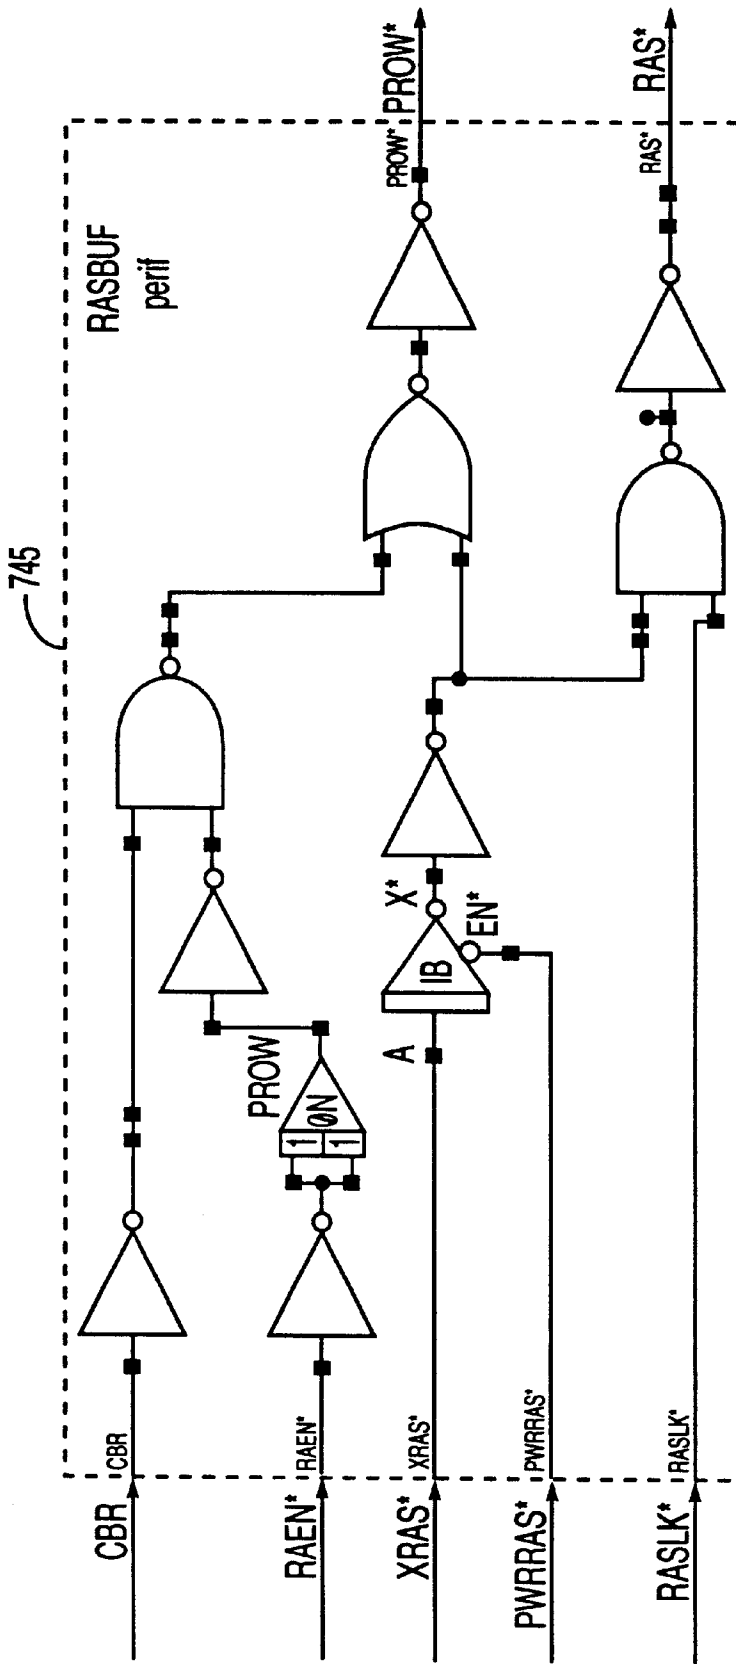 745
RASBUF
perif
CBR
CBR
RAEN*
RAEN*
PROW
1
1
ØN
XRAS*
XRAS*
A
IB
X*
EN*
PWRRAS*
PWRRAS*
RASLK*
RASLK*
PROW*
PROW*
RAS*
RAS*